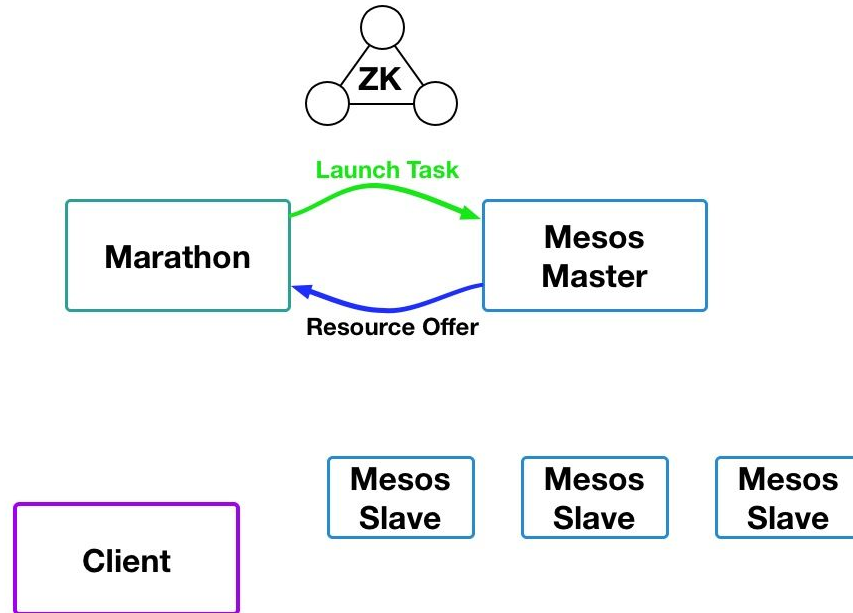 ZK
Launch Task
Marathon
Mesos
Master
Resource Offer
Mesos
Slave
Mesos
Slave
Mesos
Slave
Client